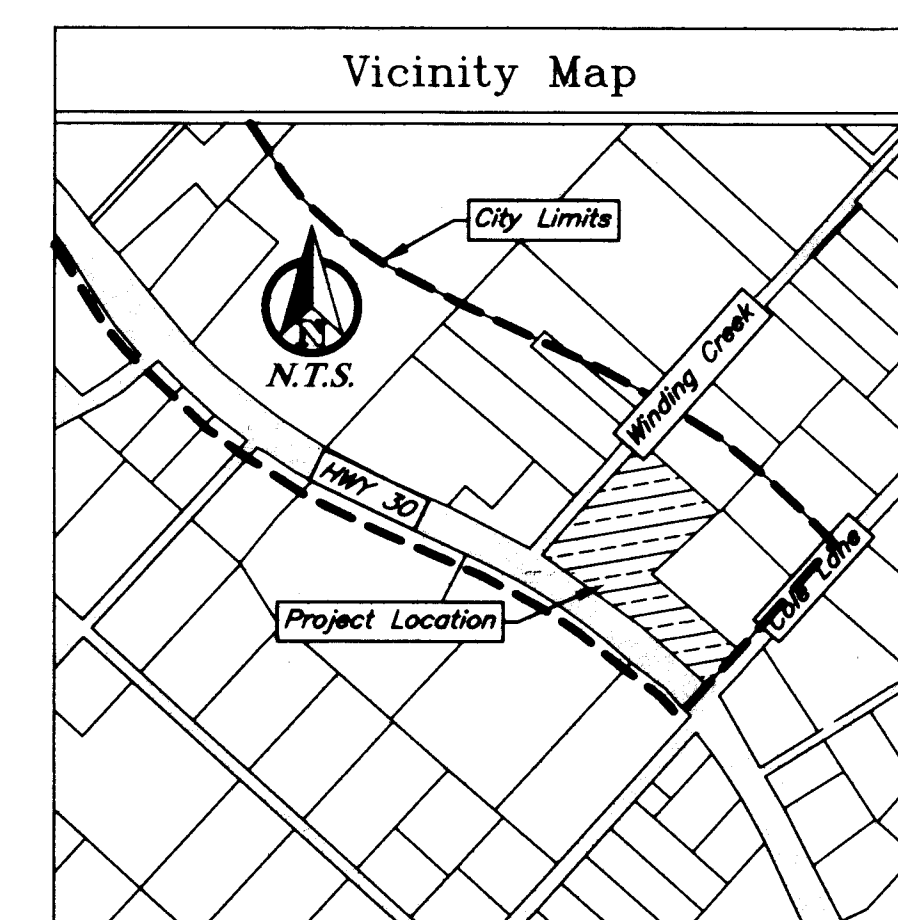 Vicinity Map
City Limits
N
N.T.S.
Winding Creek
HWY 30
Cole Lane
Project Location